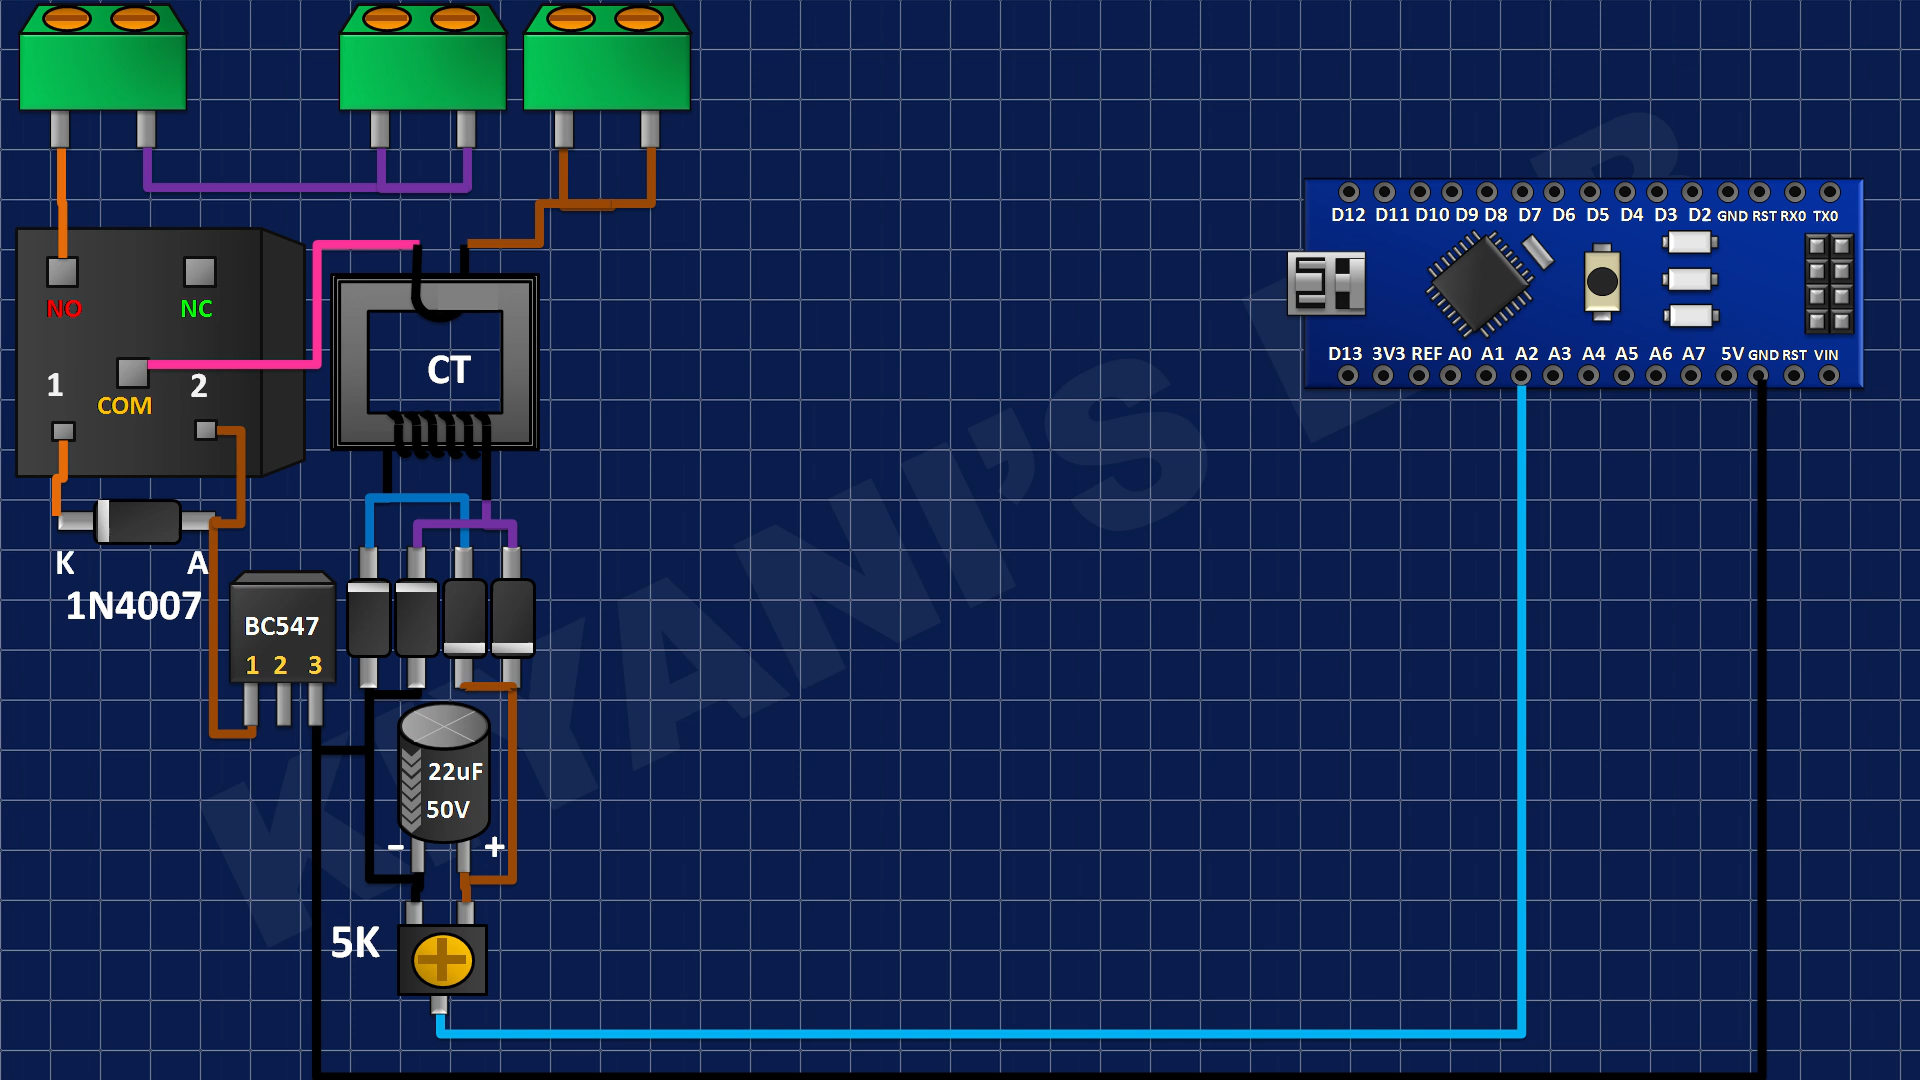 D12 D11 D10 D9 D8 D7 D6 D5 D4 D3 D2 GND RST RX0 TX0
NO NC
D13 3V3 REF A0 A1 A2 A3 A4 A5 A6 A7 5V GND RST VIN
CT
1 2
COM
K A
1N4007
BC547
1 2 3
22uF
50V
- +
5K
KIYANI'S LAB